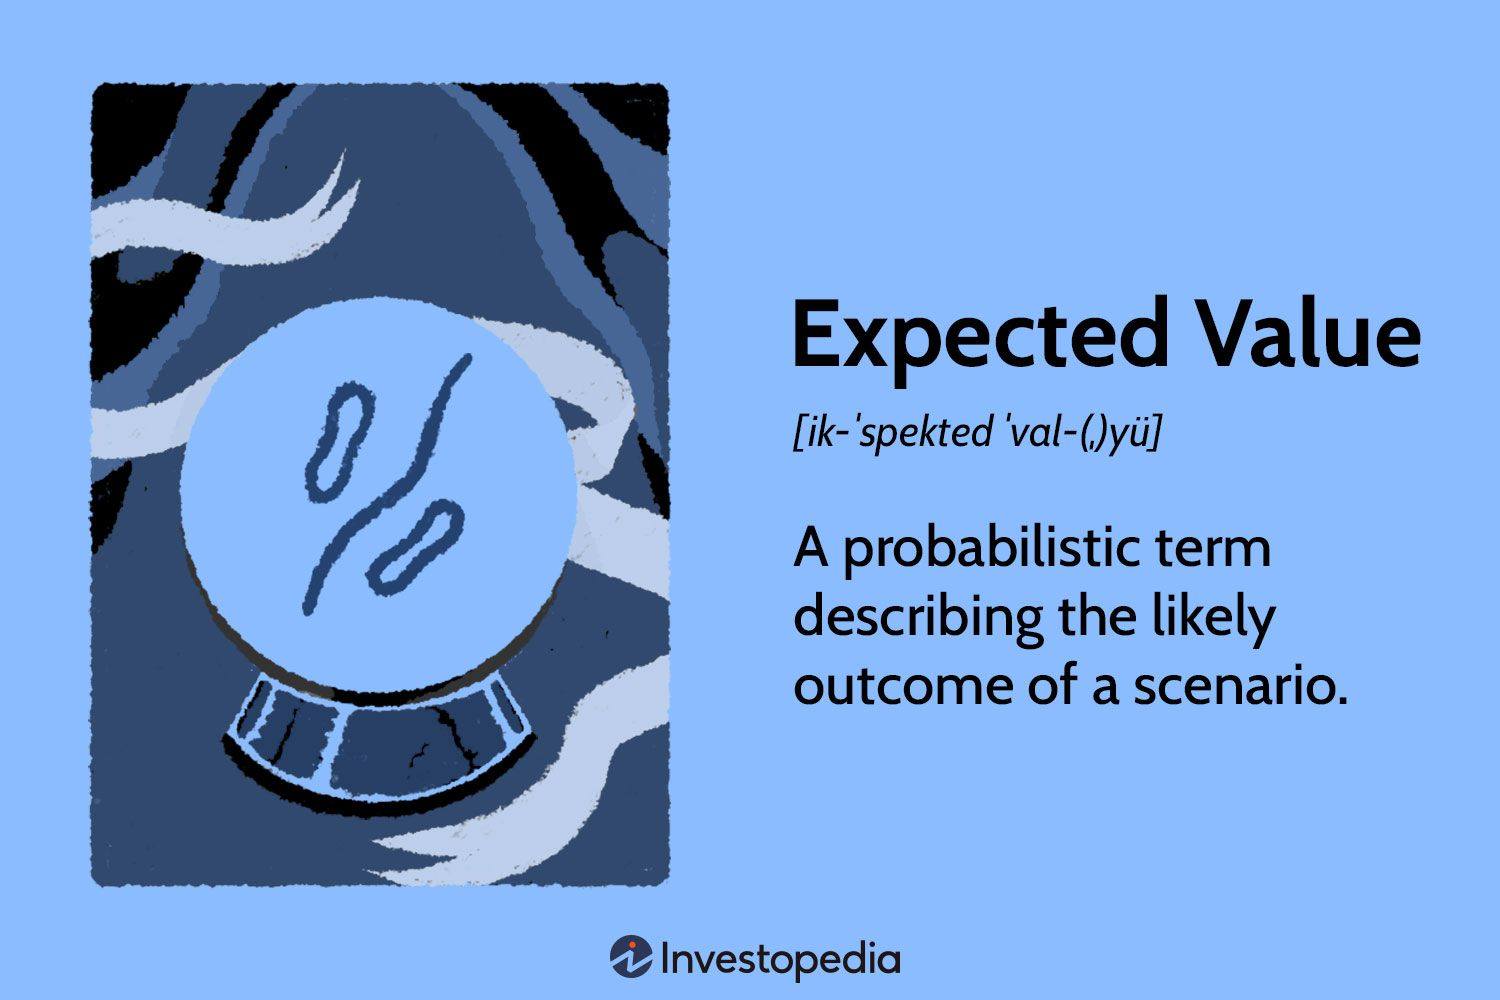 Expected Value
[ik-ˈspekted ˈval-(ˌ)yü]
A probabilistic term
describing the likely
outcome of a scenario.
%
Investopedia